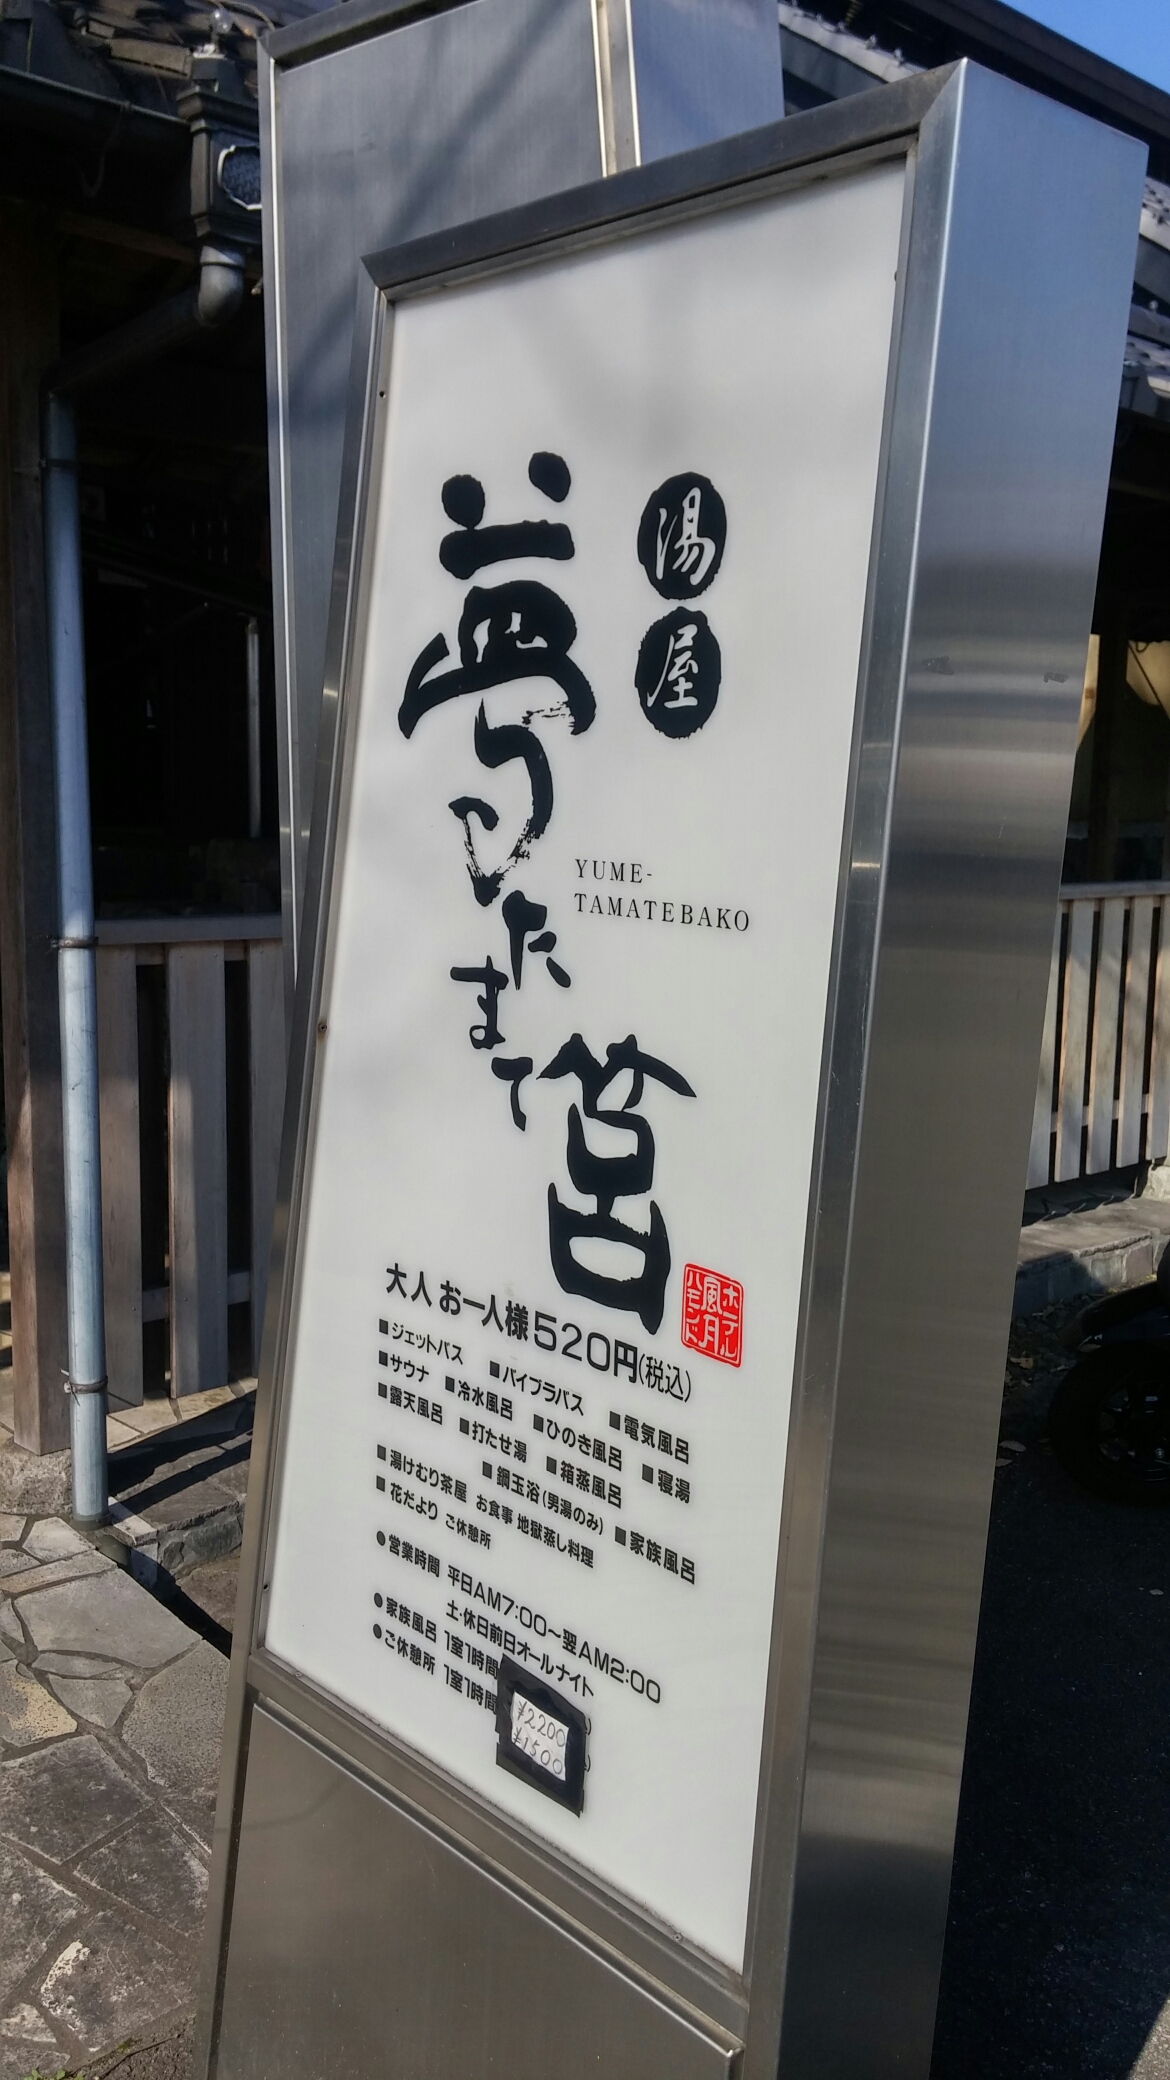 湯屋
夢たまて筥
YUME-
TAMATEBAKO
ホテル
風月
ハモンド
大人 お一人様520円(税込)
■ジェットバス ■バイブラバス ■電気風呂
■サウナ ■冷水風呂 ■ひのき風呂 ■寝湯
■露天風呂 ■打たせ湯 ■箱蒸風呂
■鋼玉浴(男湯のみ) ■家族風呂
■湯けむり茶屋 お食事 地獄蒸し料理
■花だより ご休憩所
●営業時間 平日AM7:00～翌AM2:00
土・休日前日オールナイト
●家族風呂 1室1時間 ¥2200
●ご休憩所 1室1時間 ¥1500